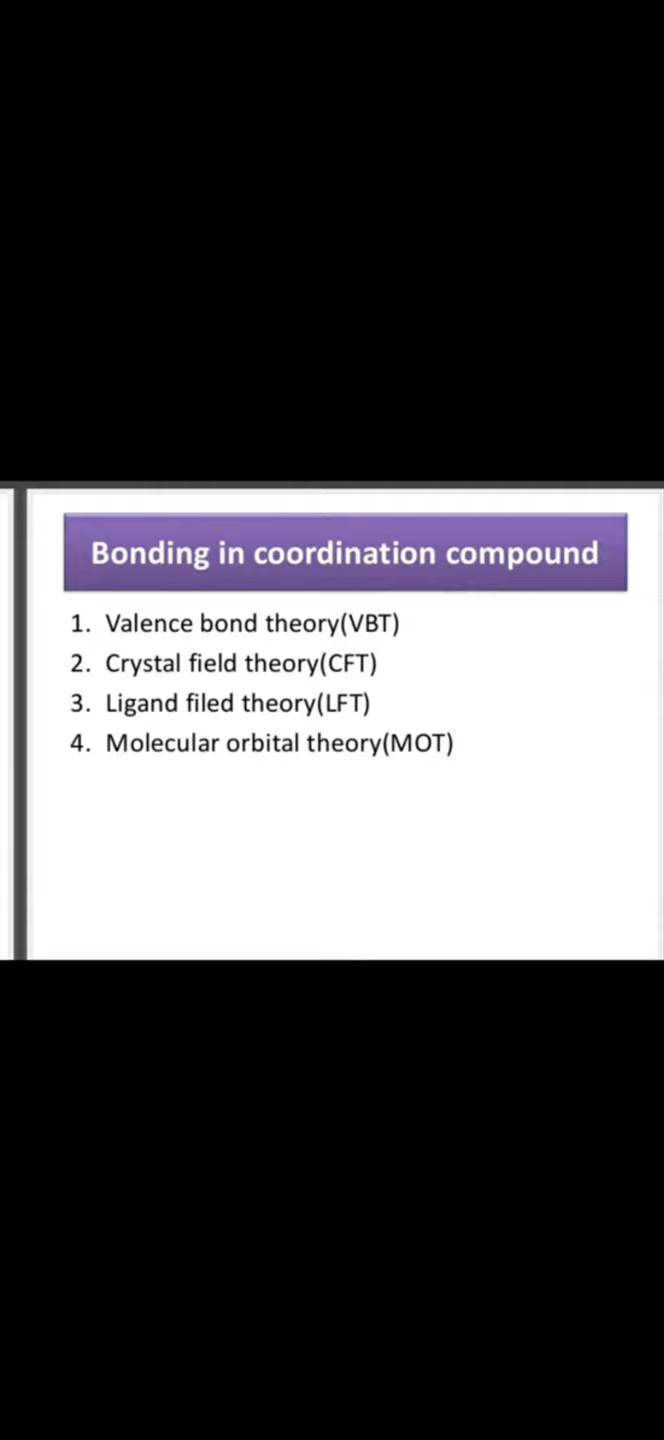 Bonding in coordination compound
1. Valence bond theory(VBT)
2. Crystal field theory(CFT)
3. Ligand filed theory(LFT)
4. Molecular orbital theory(MOT)